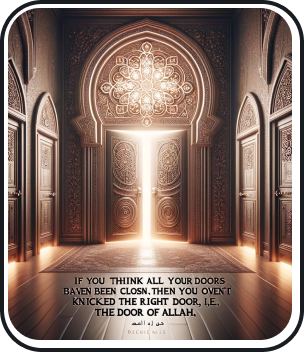 IF YOU THINK ALL YOUR DOORS
BAVEN BEEN CLOSN. THEN YOU OVENT
KNICKED THE RIGHT DOOR, I,E.,
THE DOOR OF ALLAH.